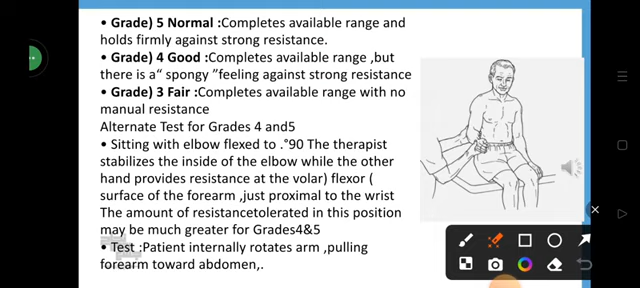 • Grade) 5 Normal :Completes available range and
holds firmly against strong resistance.
• Grade) 4 Good :Completes available range ,but
there is a“ spongy ”feeling against strong resistance
• Grade) 3 Fair :Completes available range with no
manual resistance
Alternate Test for Grades 4 and5
• Sitting with elbow flexed to .°90 The therapist
stabilizes the inside of the elbow while the other
hand provides resistance at the volar) flexor (
surface of the forearm ,just proximal to the wrist
The amount of resistancetolerated in this position
may be much greater for Grades4&5
• Test :Patient internally rotates arm ,pulling
forearm toward abdomen,.